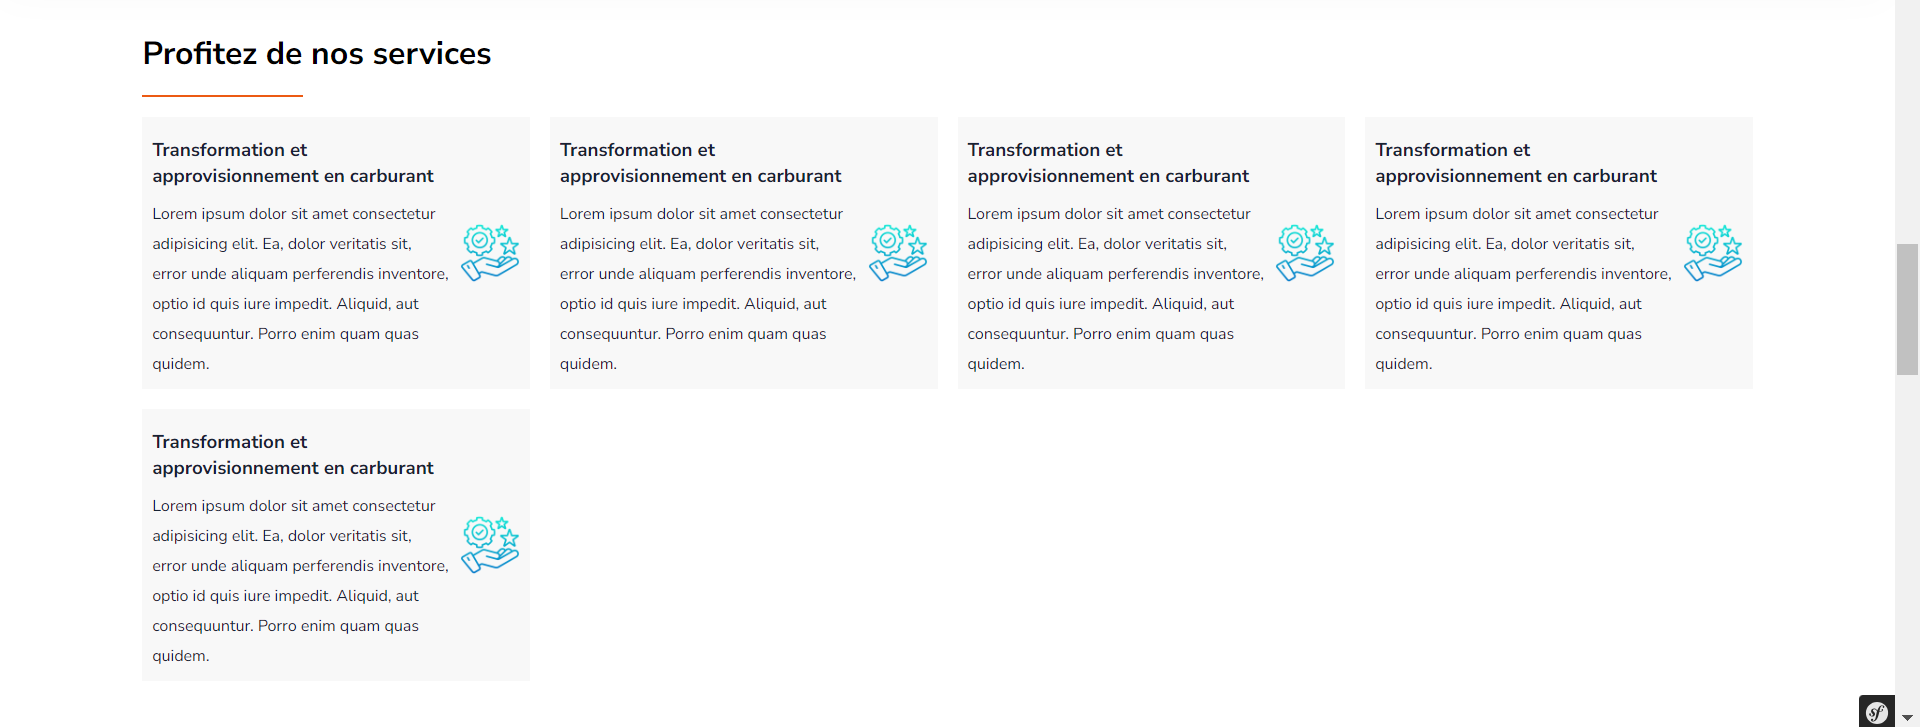 Profitez de nos services
Transformation et
approvisionnement en carburant
Lorem ipsum dolor sit amet consectetur
adipisicing elit. Ea, dolor veritatis sit,
error unde aliquam perferendis inventore,
optio id quis iure impedit. Aliquid, aut
consequuntur. Porro enim quam quas
quidem.
Transformation et
approvisionnement en carburant
Lorem ipsum dolor sit amet consectetur
adipisicing elit. Ea, dolor veritatis sit,
error unde aliquam perferendis inventore,
optio id quis iure impedit. Aliquid, aut
consequuntur. Porro enim quam quas
quidem.
Transformation et
approvisionnement en carburant
Lorem ipsum dolor sit amet consectetur
adipisicing elit. Ea, dolor veritatis sit,
error unde aliquam perferendis inventore,
optio id quis iure impedit. Aliquid, aut
consequuntur. Porro enim quam quas
quidem.
Transformation et
approvisionnement en carburant
Lorem ipsum dolor sit amet consectetur
adipisicing elit. Ea, dolor veritatis sit,
error unde aliquam perferendis inventore,
optio id quis iure impedit. Aliquid, aut
consequuntur. Porro enim quam quas
quidem.
Transformation et
approvisionnement en carburant
Lorem ipsum dolor sit amet consectetur
adipisicing elit. Ea, dolor veritatis sit,
error unde aliquam perferendis inventore,
optio id quis iure impedit. Aliquid, aut
consequuntur. Porro enim quam quas
quidem.
sf